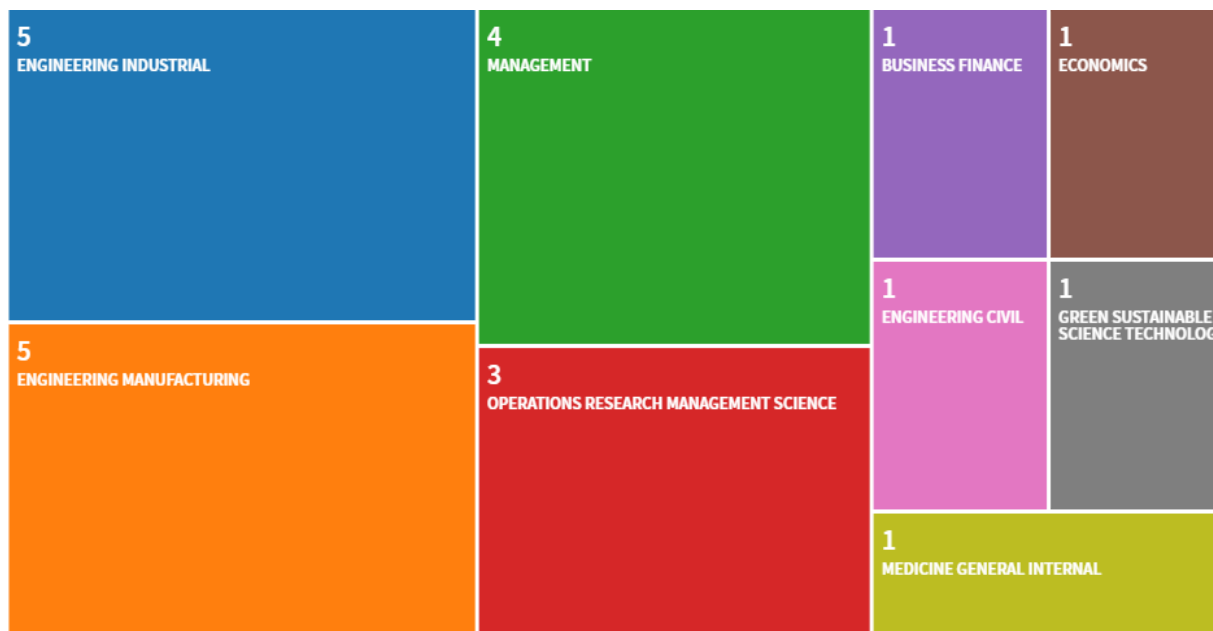 5
ENGINEERING INDUSTRIAL
4
MANAGEMENT
1
BUSINESS FINANCE
1
ECONOMICS
5
ENGINEERING MANUFACTURING
3
OPERATIONS RESEARCH MANAGEMENT SCIENCE
1
ENGINEERING CIVIL
1
GREEN SUSTAINABLE
SCIENCE
1
MEDICINE GENERAL INTERNAL